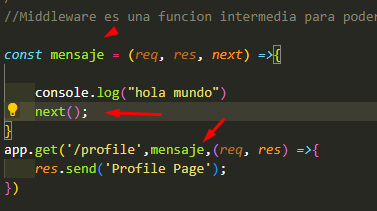 //Middleware es una funcion intermedia para poder
const mensaje = (req, res, next) =>{
console.log("hola mundo")
next();
}
app.get('/profile',mensaje,(req, res) =>{
res.send('Profile Page');
})